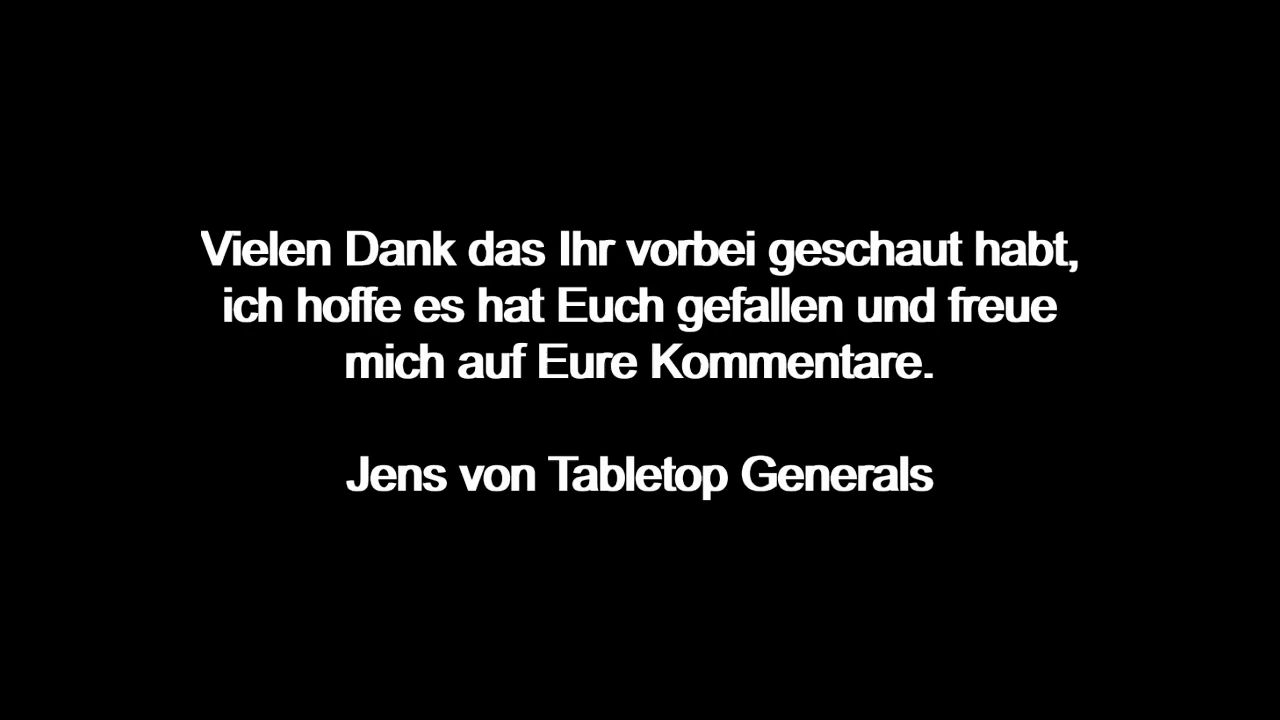 Vielen Dank das Ihr vorbei geschaut habt,
ich hoffe es hat Euch gefallen und freue
mich auf Eure Kommentare.
Jens von Tabletop Generals